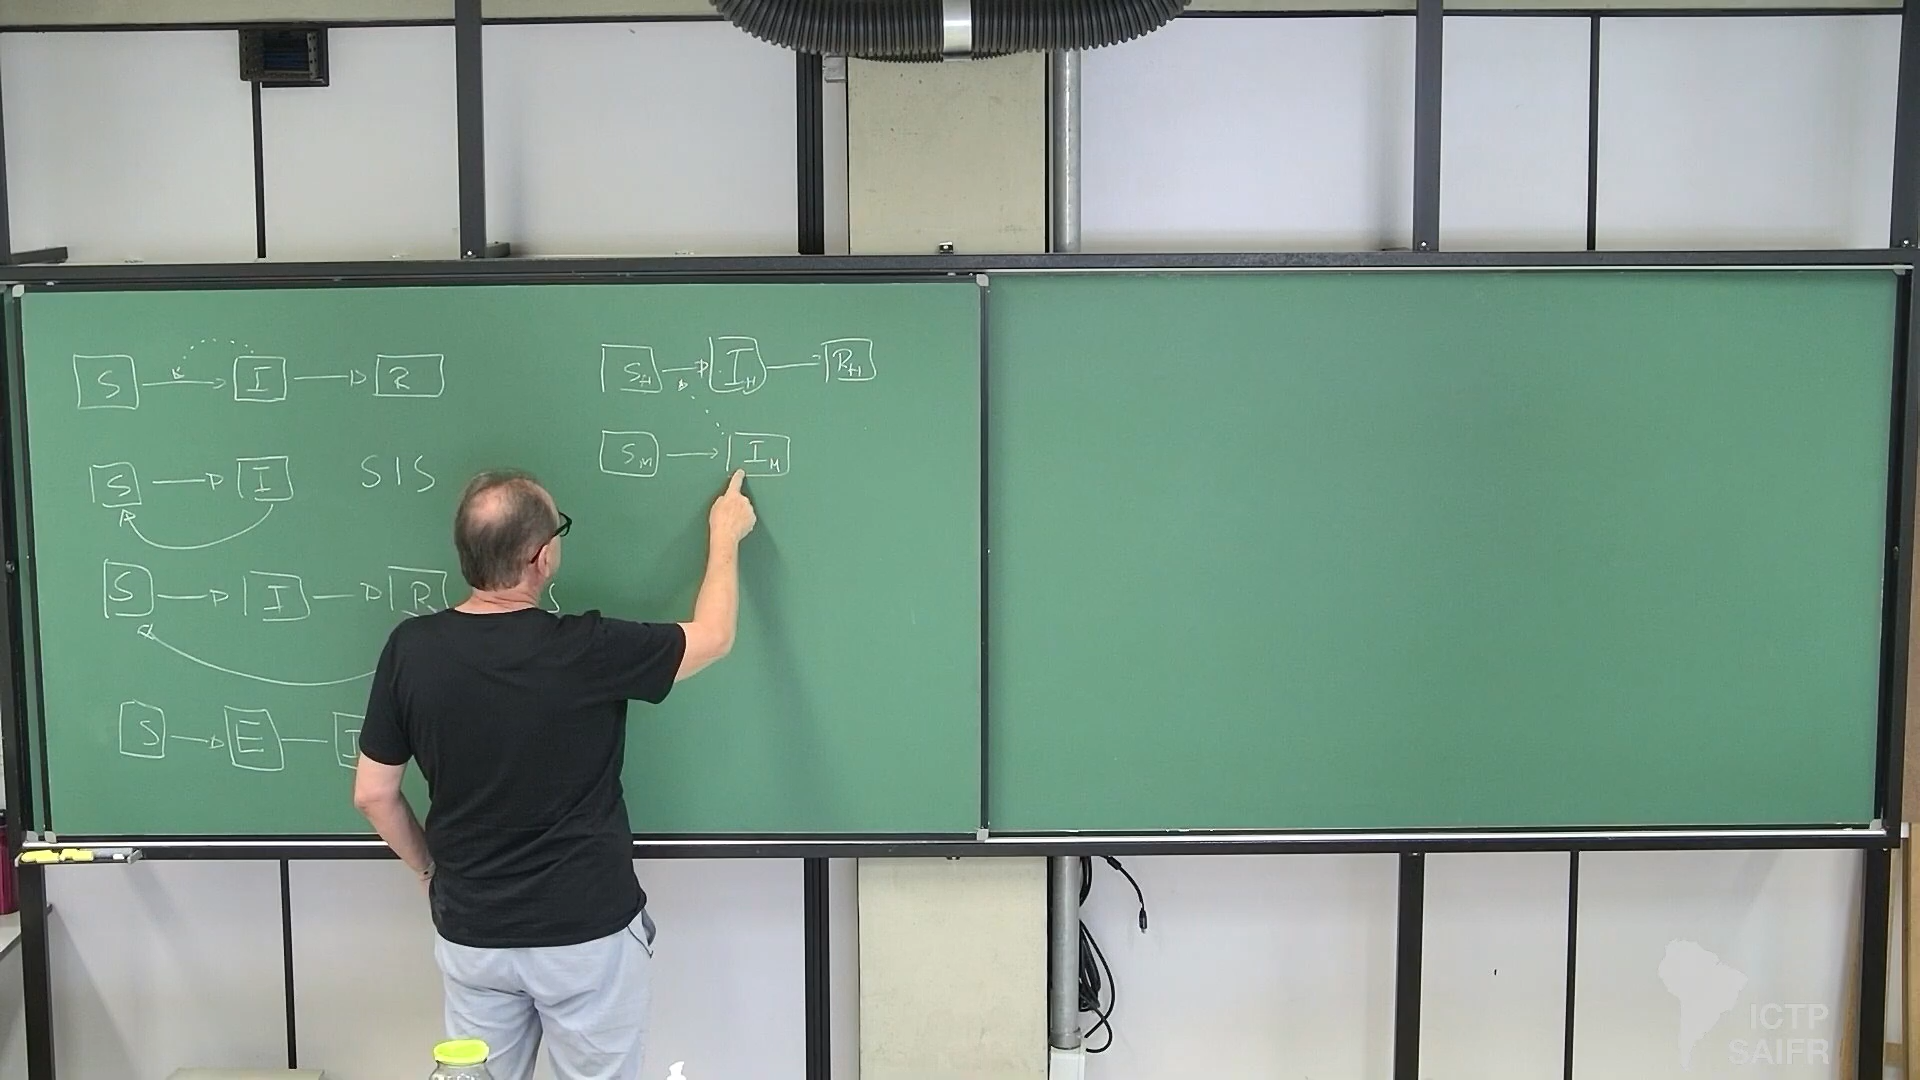 S I R
S I SIS
S I R S
S E I
S_H I_H R_H
S_M I_M
ICTP
SAIFR